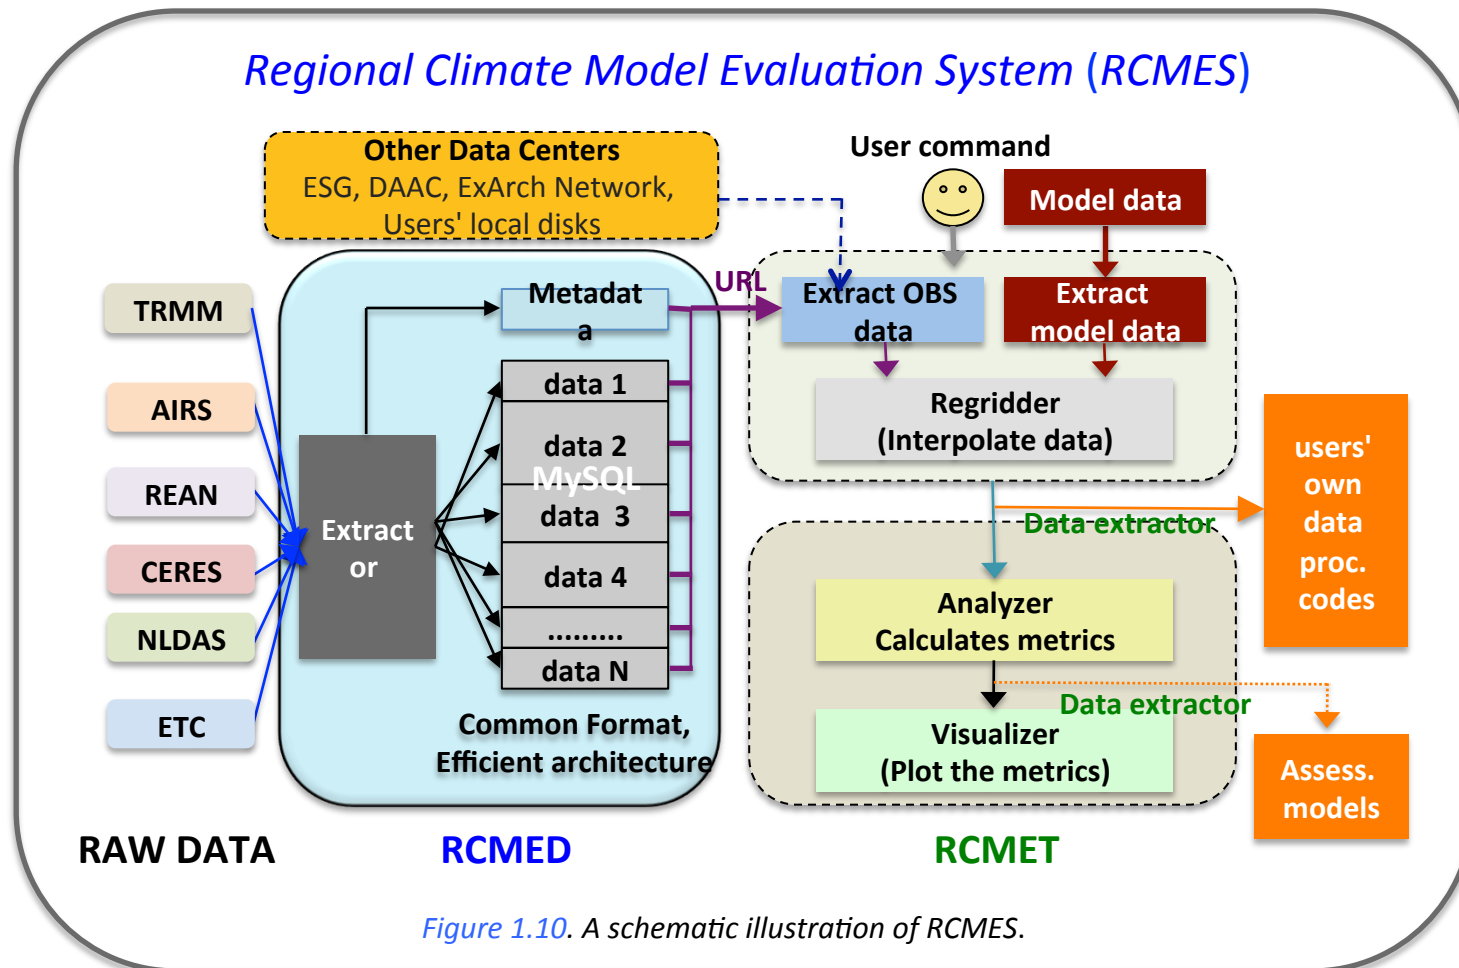 Regional Climate Model Evaluation System (RCMES)
Other Data Centers
ESG, DAAC, ExArch Network,
Users' local disks
User command
Model data
TRMM
AIRS
REAN
CERES
NLDAS
ETC
Extract
or
Metadat
a
data 1
data 2
MySQL
data 3
data 4
.........
data N
Common Format,
Efficient architecture
URL
Extract OBS
data
Extract
model data
Regridder
(Interpolate data)
Data extractor
users'
own
data
proc.
codes
Analyzer
Calculates metrics
Data extractor
Visualizer
(Plot the metrics)
Assess.
models
RAW DATA
RCMED
RCMET
Figure 1.10. A schematic illustration of RCMES.